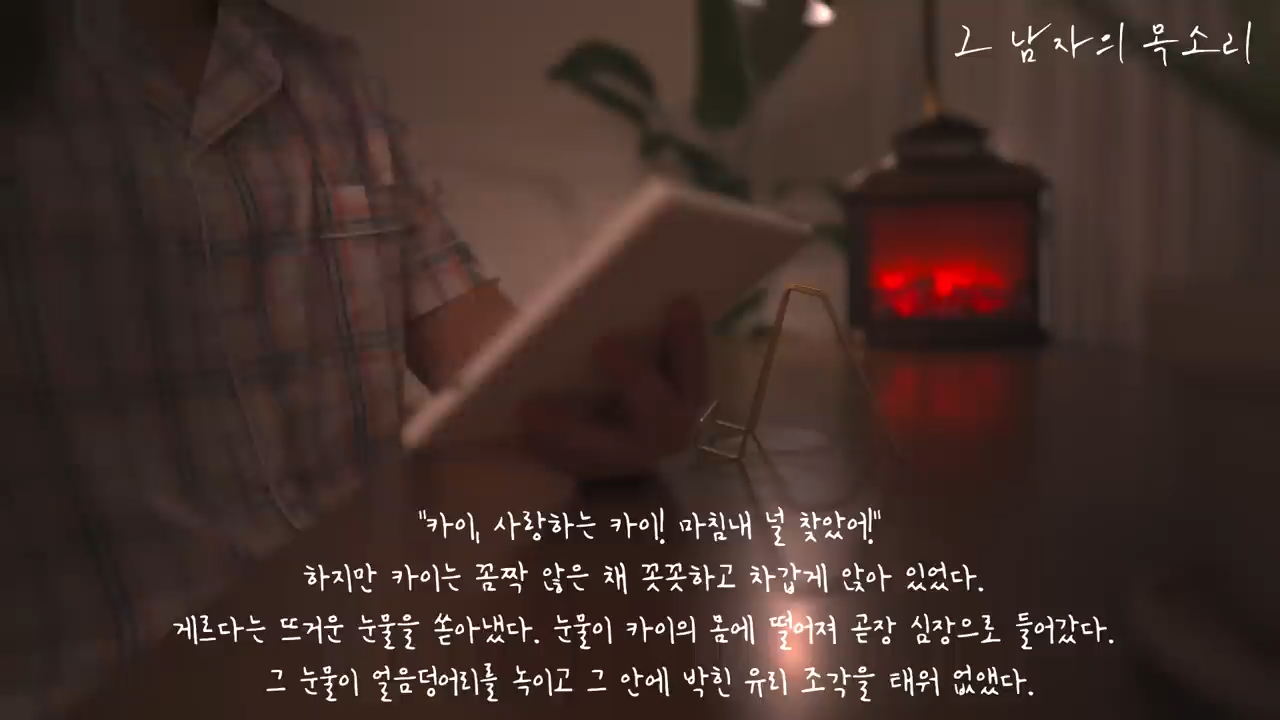 그 남자의 목소리
"카이, 사랑하는 카이! 마침내 널 찾았어!"
하지만 카이는 꼼짝 않은 채 꼿꼿하고 차갑게 앉아 있었다.
게르다는 뜨거운 눈물을 쏟아냈다. 눈물이 카이의 몸에 떨어져 곧장 심장으로 들어갔다.
그 눈물이 얼음덩어리를 녹이고 그 안에 박힌 유리 조각을 태워 없앴다.